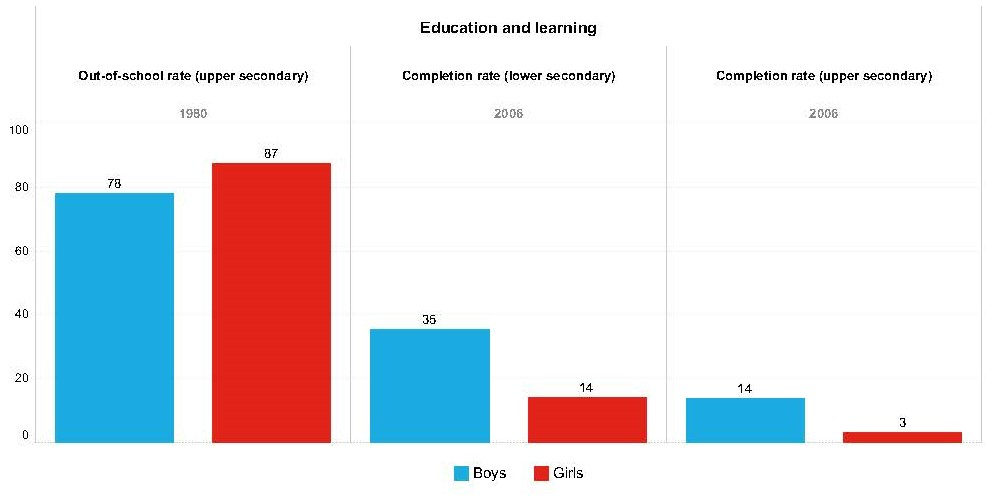 Education and learning
Out-of-school rate (upper secondary)
Completion rate (lower secondary)
Completion rate (upper secondary)
1980
2006
2006
100
80
60
40
20
0
78
87
35
14
14
3
Boys
Girls